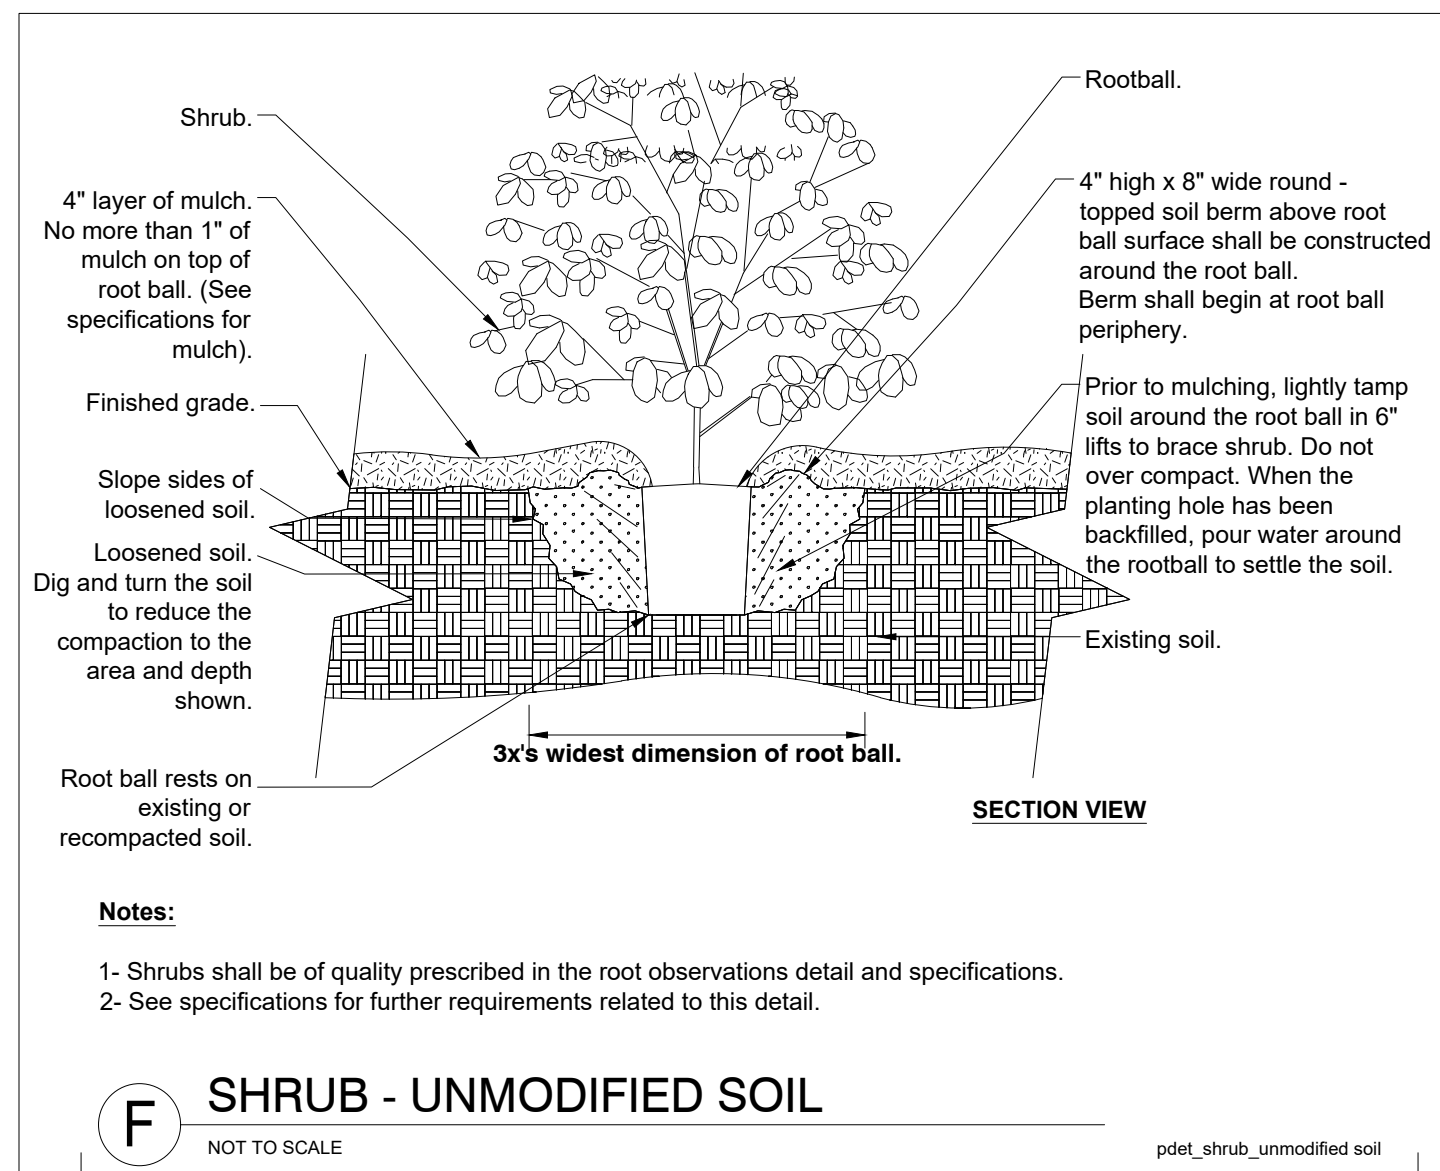 Shrub.
4" layer of mulch.
No more than 1" of
mulch on top of
root ball. (See
specifications for
mulch).
Finished grade.
Slope sides of
loosened soil.
Loosened soil.
Dig and turn the soil
to reduce the
compaction to the
area and depth
shown.
Root ball rests on
existing or
recompacted soil.
Rootball.
4" high x 8" wide round -
topped soil berm above root
ball surface shall be constructed
around the root ball.
Berm shall begin at root ball
periphery.
Prior to mulching, lightly tamp
soil around the root ball in 6"
lifts to brace shrub. Do not
over compact. When the
planting hole has been
backfilled, pour water around
the rootball to settle the soil.
Existing soil.
3x's widest dimension of root ball.
SECTION VIEW
Notes:
1- Shrubs shall be of quality prescribed in the root observations detail and specifications.
2- See specifications for further requirements related to this detail.
F
SHRUB - UNMODIFIED SOIL
NOT TO SCALE
pdet_shrub_unmodified soil